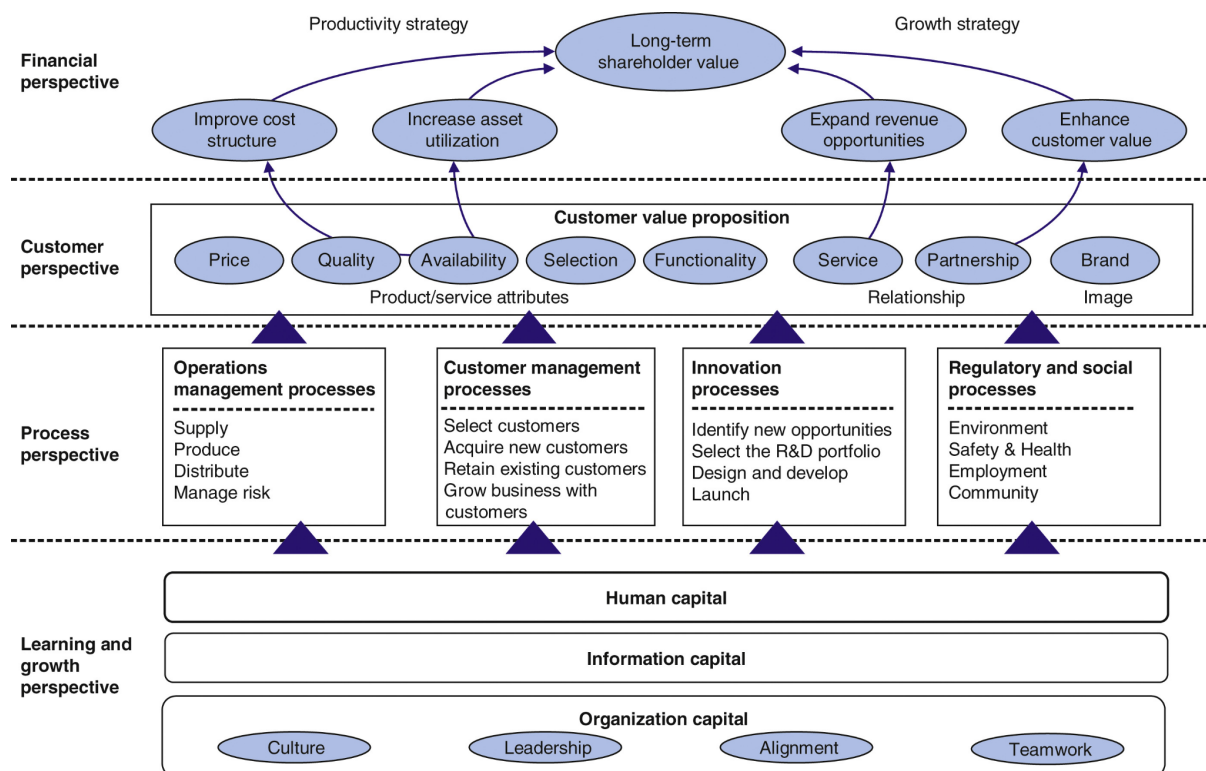 Productivity strategy
Growth strategy
Long-term
shareholder value
Financial
perspective
Improve cost
structure
Increase asset
utilization
Expand revenue
opportunities
Enhance
customer value
Customer value proposition
Customer
perspective
Price
Quality
Availability
Selection
Functionality
Service
Partnership
Brand
Product/service attributes
Relationship
Image
Process
perspective
Operations
management processes
Supply
Produce
Distribute
Manage risk
Customer management
processes
Select customers
Acquire new customers
Retain existing customers
Grow business with
customers
Innovation
processes
Identify new opportunities
Select the R&D portfolio
Design and develop
Launch
Regulatory and social
processes
Environment
Safety & Health
Employment
Community
Learning and
growth
perspective
Human capital
Information capital
Organization capital
Culture
Leadership
Alignment
Teamwork